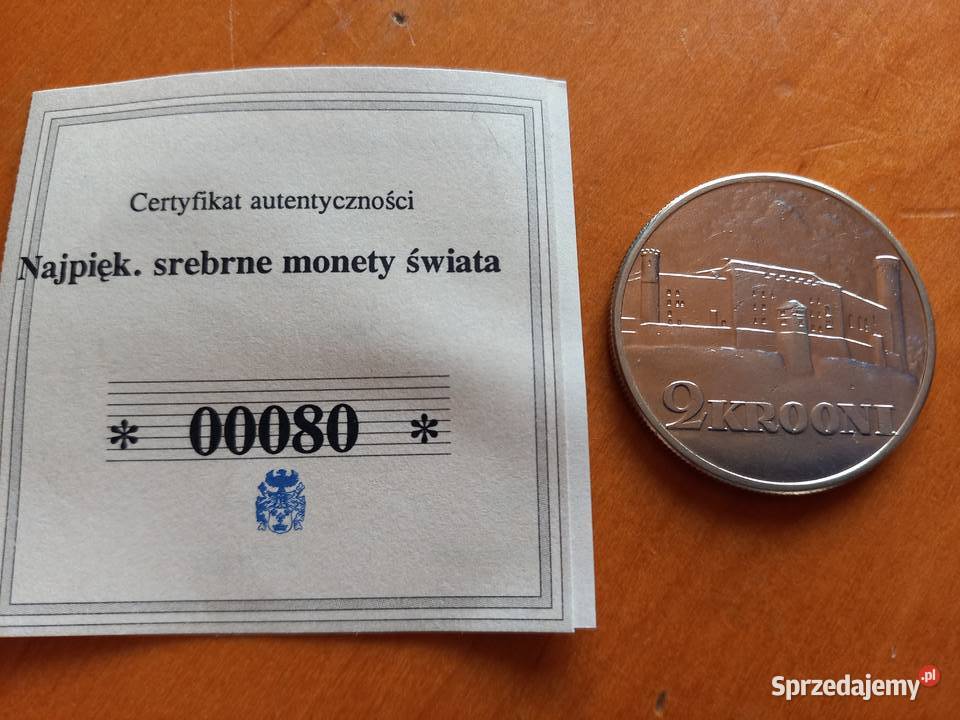 Certyfikat autentyczności
Najpięk. srebrne monety świata
* 00080 *
2 KROONI
Sprzedajemy.pl